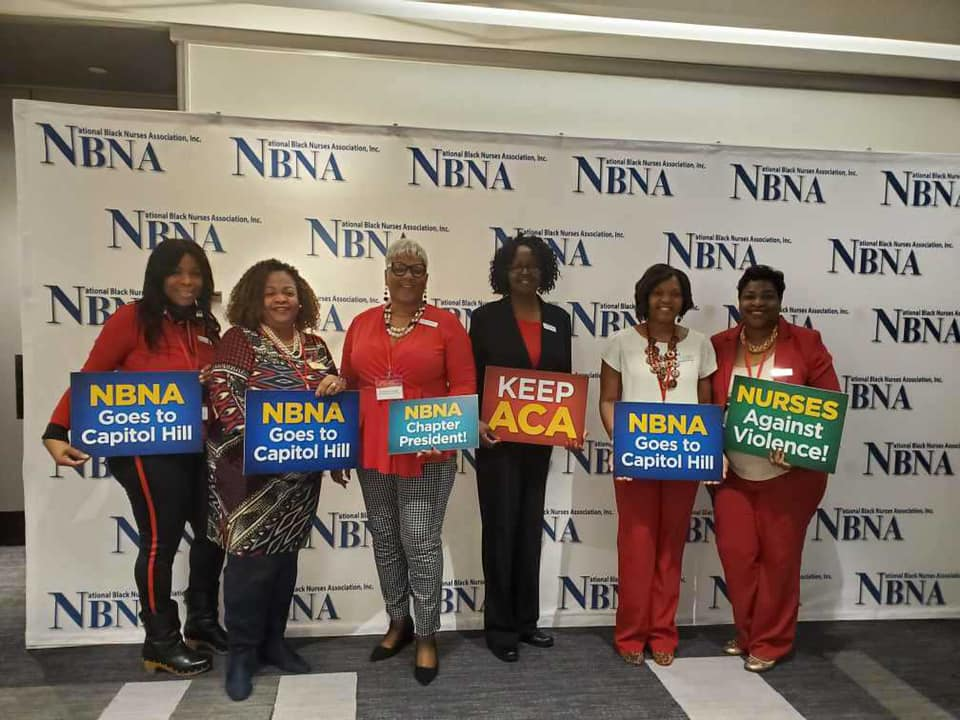 National Black Nurses Association, Inc.
NBNA
NBNA
Goes to
Capitol Hill
NBNA
Goes to
Capitol Hill
NBNA
Chapter
President!
KEEP
ACA
NBNA
Goes to
Capitol Hill
NURSES
Against
Violence!